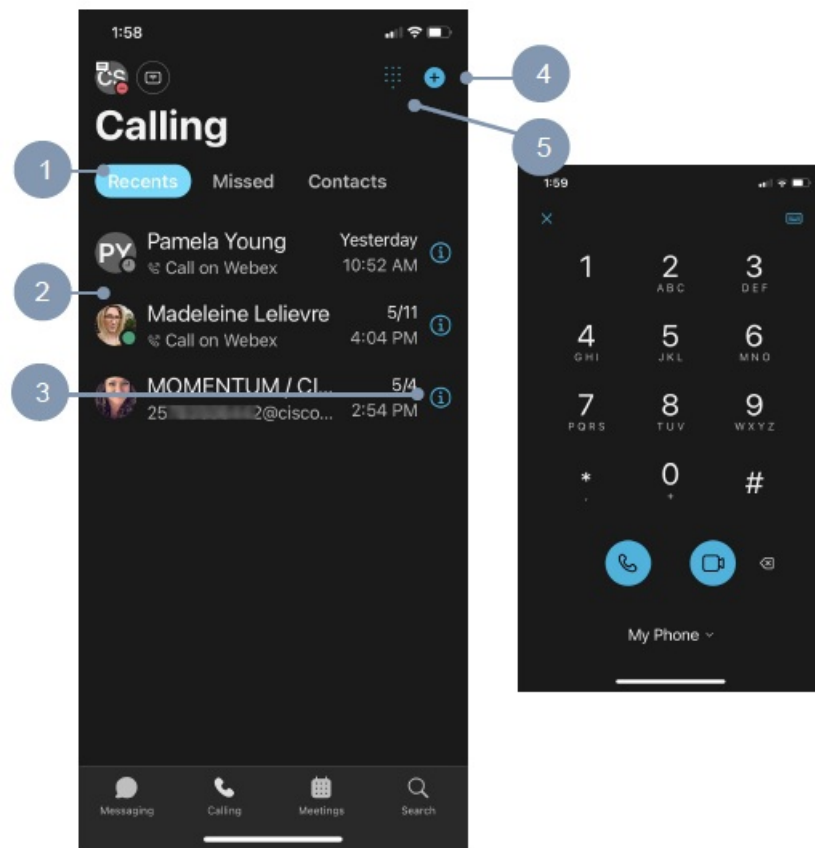 1:58
CS
Calling
4
5
1
Recents Missed Contacts
PY Pamela Young Yesterday
Call on Webex 10:52 AM
2
Madeleine Lelievre 5/11
Call on Webex 4:04 PM
3
MOMENTUM / CI... 5/4
25 2@cisco... 2:54 PM
Messaging Calling Meetings Search
1:59
1 2 3
ABC DEF
4 5 6
GHI JKL MNO
7 8 9
PQRS TUV WXYZ
* 0 #
, +
My Phone